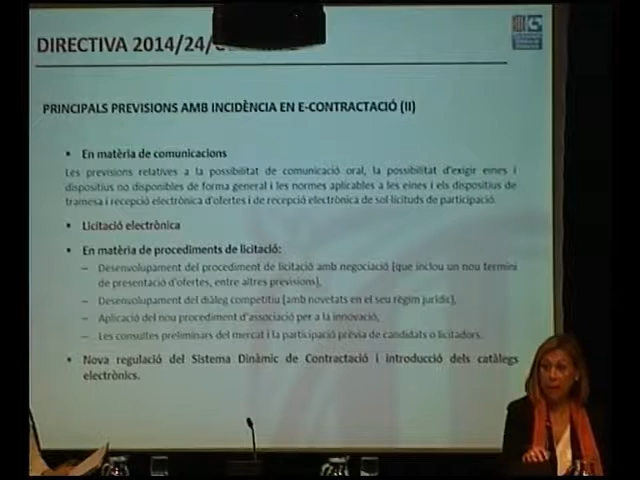 DIRECTIVA 2014/24/
PRINCIPALS PREVISIONS AMB INCIDÈNCIA EN E-CONTRACTACIÓ (II)
• En matèria de comunicacions
Les previsions relatives a la possibilitat de comunicació oral, la possibilitat d'exigir eines i
dispositius no disponibles de forma general i les normes aplicables a les eines i els dispositius de
tramesa i recepció electrònica d'ofertes i de recepció electrònica de sol·licituds de participació.
• Licitació electrònica
• En matèria de procediments de licitació:
– Desenvolupament del procediment de licitació amb negociació (que inclou un nou termini
de presentació d'ofertes, entre altres previsions),
– Desenvolupament del diàleg competitiu (amb novetats en el seu règim jurídic),
– Aplicació del nou procediment d'associació per a la innovació,
– Les consultes preliminars del mercat i la participació prèvia de candidats o licitadors.
• Nova regulació del Sistema Dinàmic de Contractació i introducció dels catàlegs
electrònics.